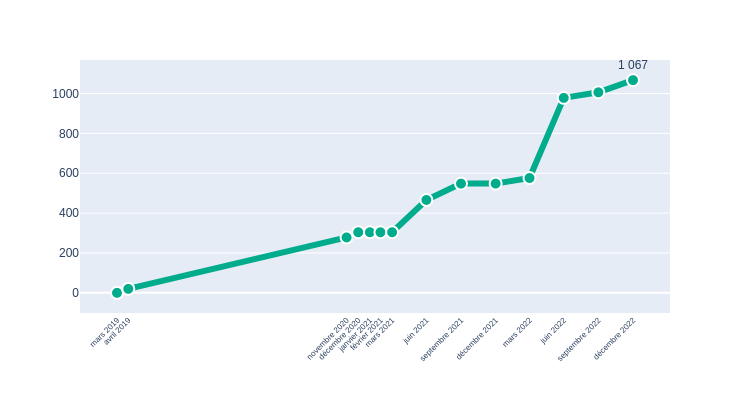 1 067
1000
800
600
400
200
0
mars 2019
avril 2019
novembre 2020
décembre 2020
janvier 2021
février 2021
mars 2021
juin 2021
septembre 2021
décembre 2021
mars 2022
juin 2022
septembre 2022
décembre 2022